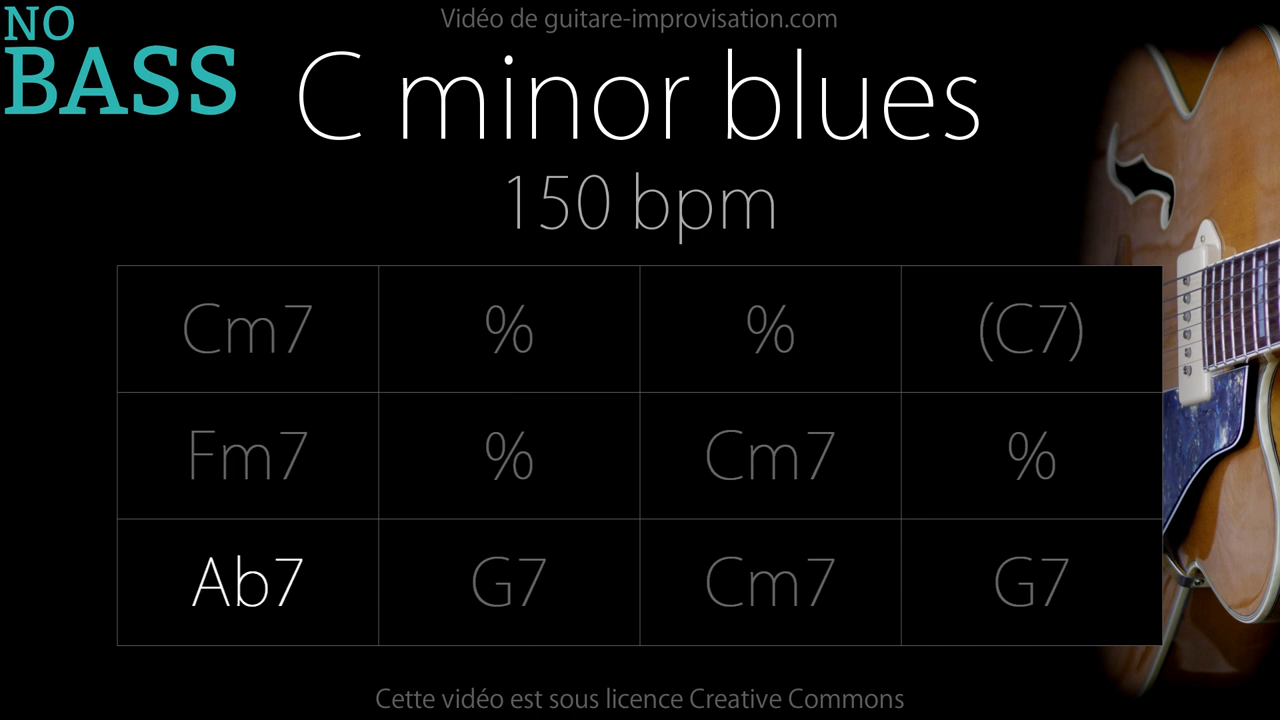 Vidéo de guitare-improvisation.com
NO
BASS
C minor blues
150 bpm
Cm7 % % (C7)
Fm7 % Cm7 %
Ab7 G7 Cm7 G7
Cette vidéo est sous licence Creative Commons